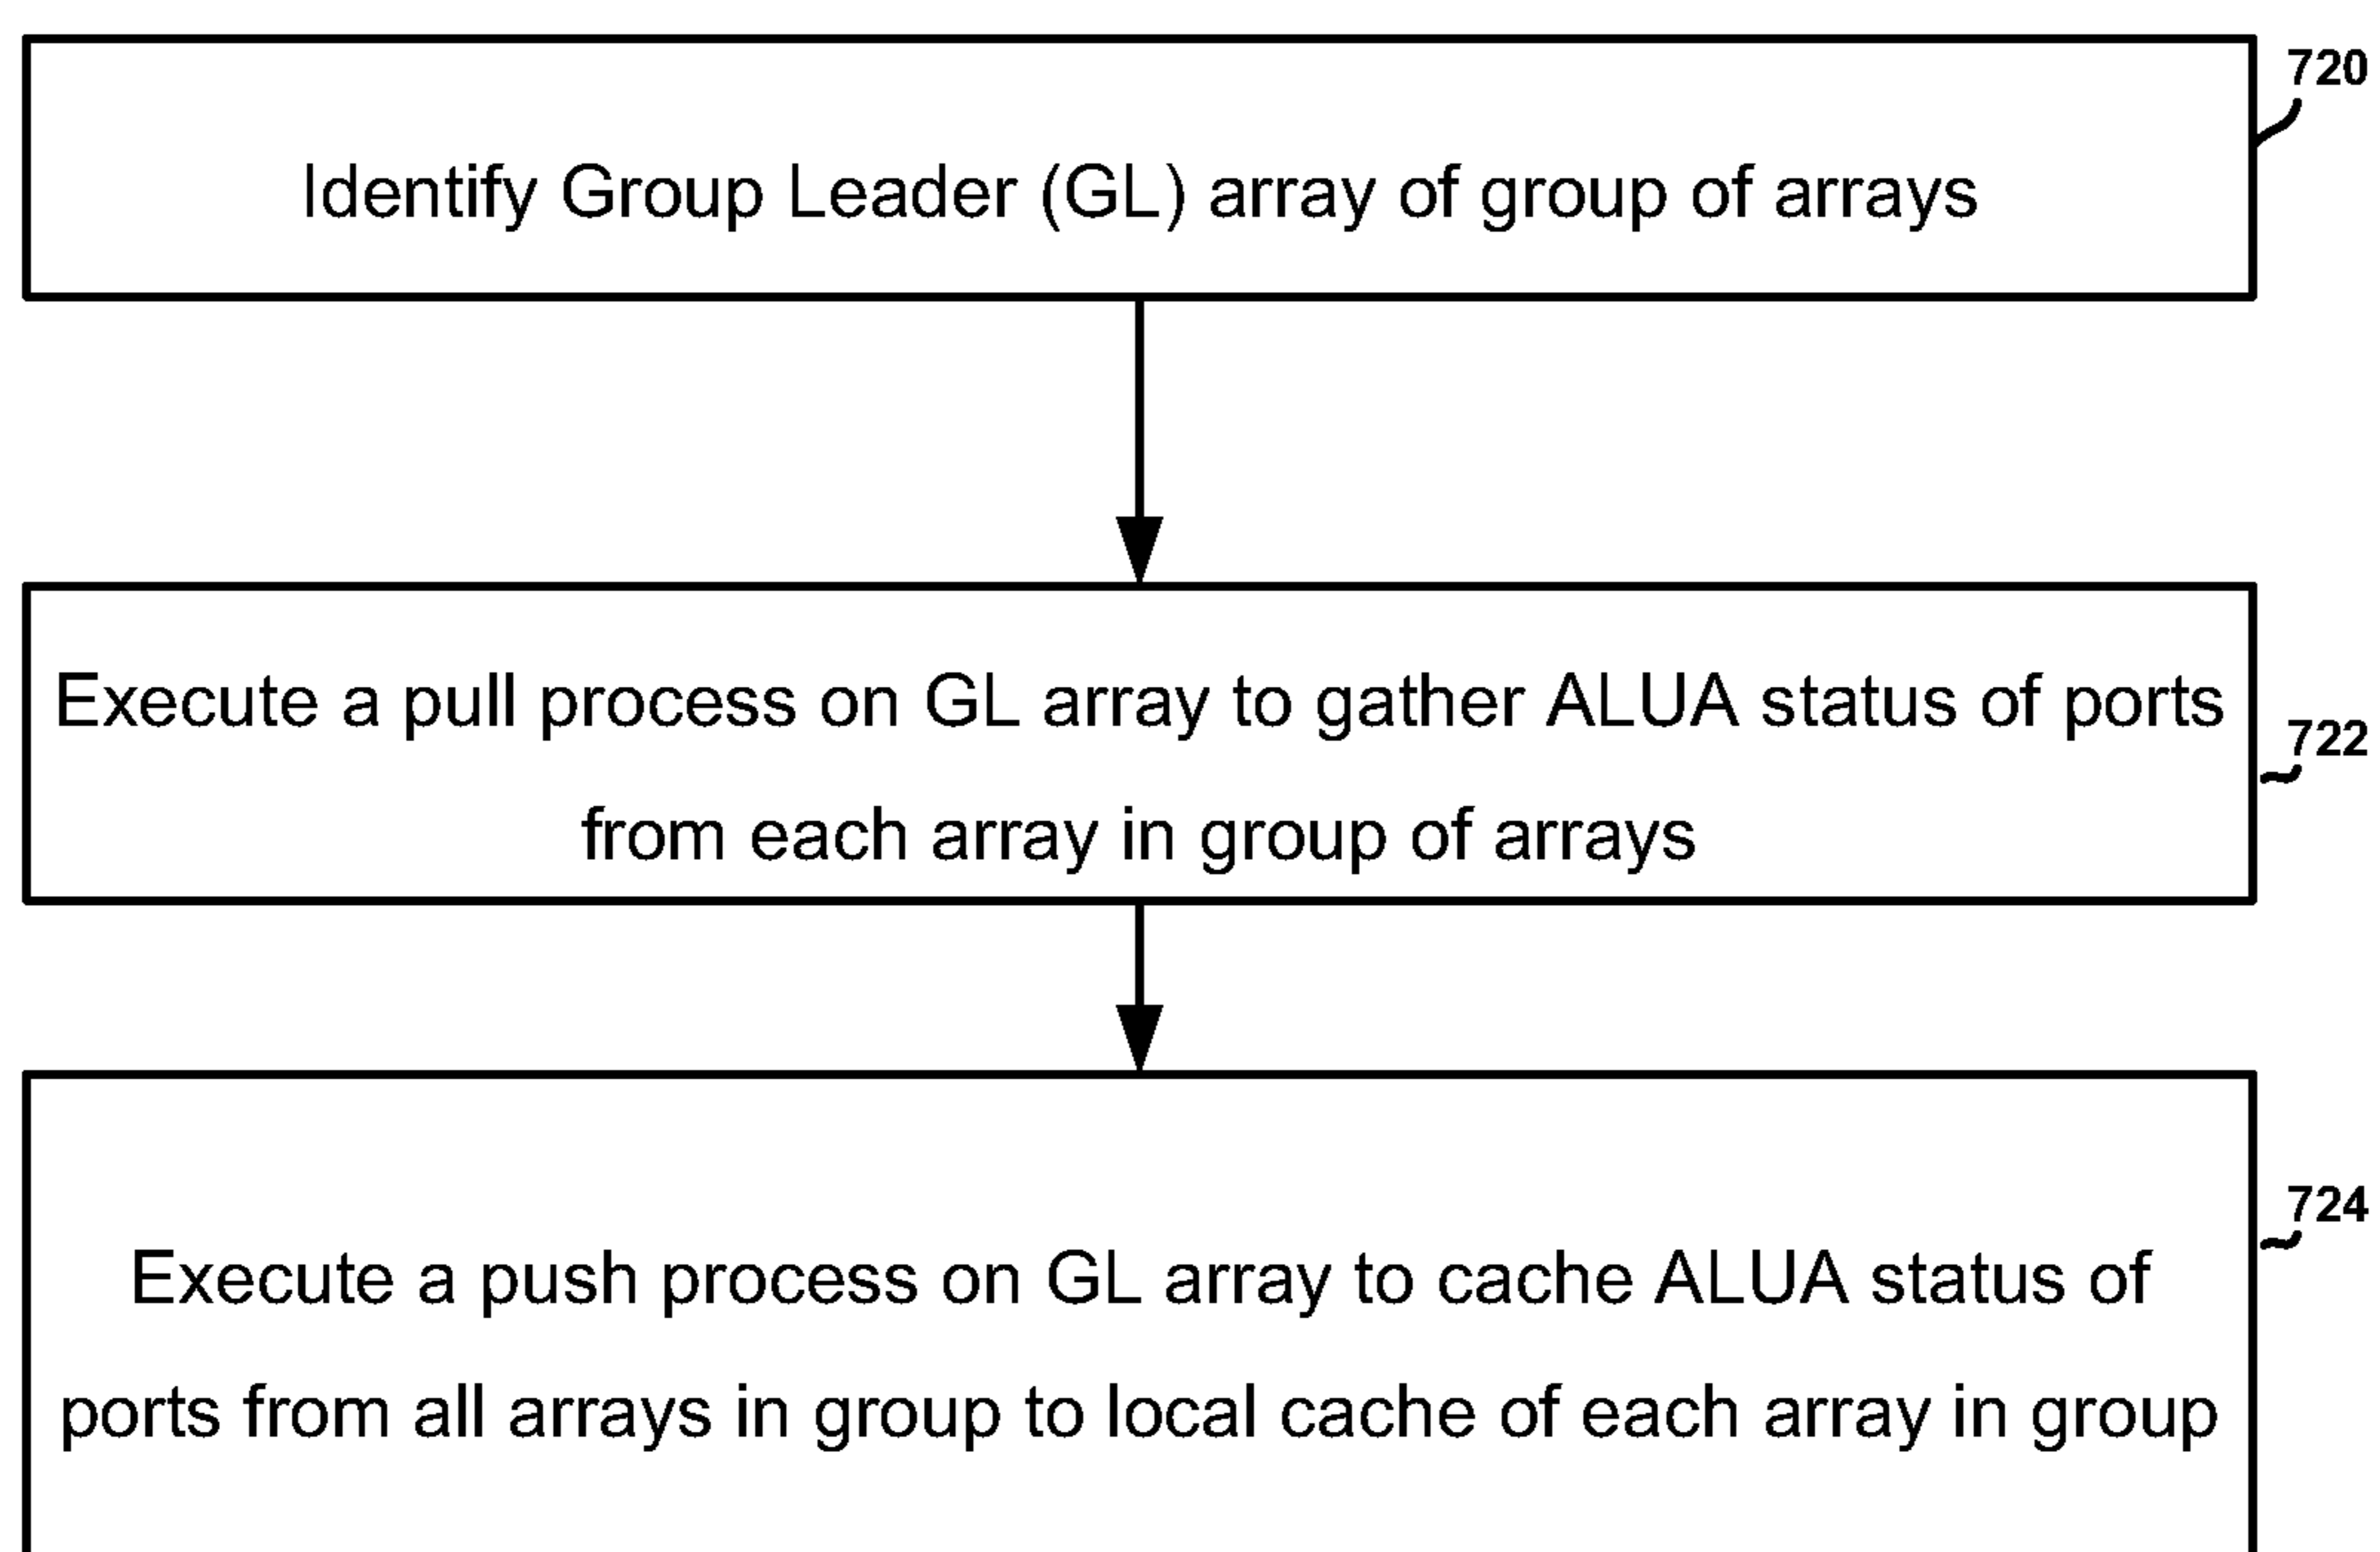 720
Identify Group Leader (GL) array of group of arrays
Execute a pull process on GL array to gather ALUA status of ports
722
from each array in group of arrays
724
Execute a push process on GL array to cache ALUA status of
ports from all arrays in group to local cache of each array in group